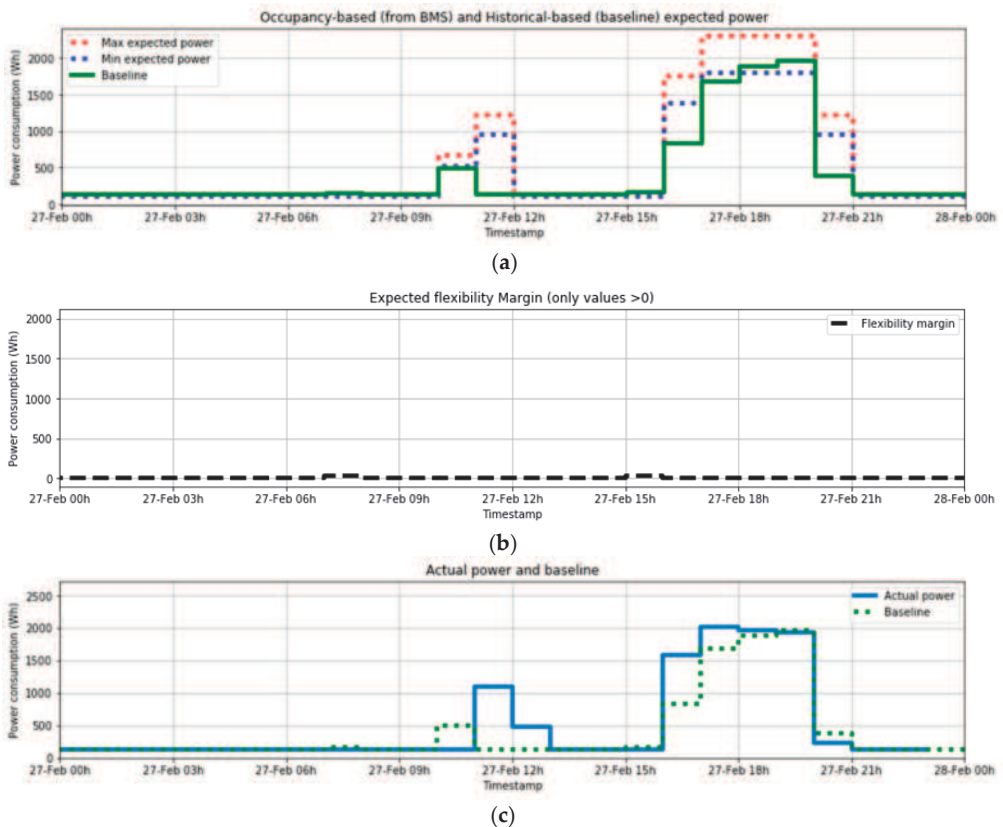 Occupancy-based (from BMS) and Historical-based (baseline) expected power
Max expected power
Min expected power
Baseline
Power consumption (Wh)
2000
1500
1000
500
0
27-Feb 00h 27-Feb 03h 27-Feb 06h 27-Feb 09h 27-Feb 12h 27-Feb 15h 27-Feb 18h 27-Feb 21h 28-Feb 00h
Timestamp
(a)
Expected flexibility Margin (only values >0)
Flexibility margin
Power consumption (Wh)
2000
1500
1000
500
0
27-Feb 00h 27-Feb 03h 27-Feb 06h 27-Feb 09h 27-Feb 12h 27-Feb 15h 27-Feb 18h 27-Feb 21h 28-Feb 00h
Timestamp
(b)
Actual power and baseline
Actual power
Baseline
Power consumption (Wh)
2500
2000
1500
1000
500
0
27-Feb 00h 27-Feb 03h 27-Feb 06h 27-Feb 09h 27-Feb 12h 27-Feb 15h 27-Feb 18h 27-Feb 21h 28-Feb 00h
Timestamp
(c)